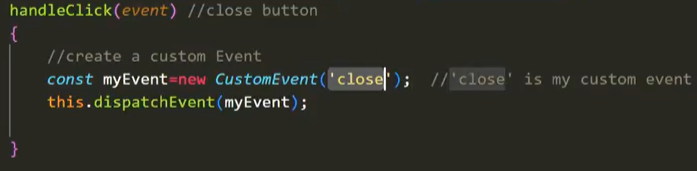 handleClick(event) //close button
{
//create a custom Event
const myEvent=new CustomEvent('close'); //'close' is my custom event
this.dispatchEvent(myEvent);
}